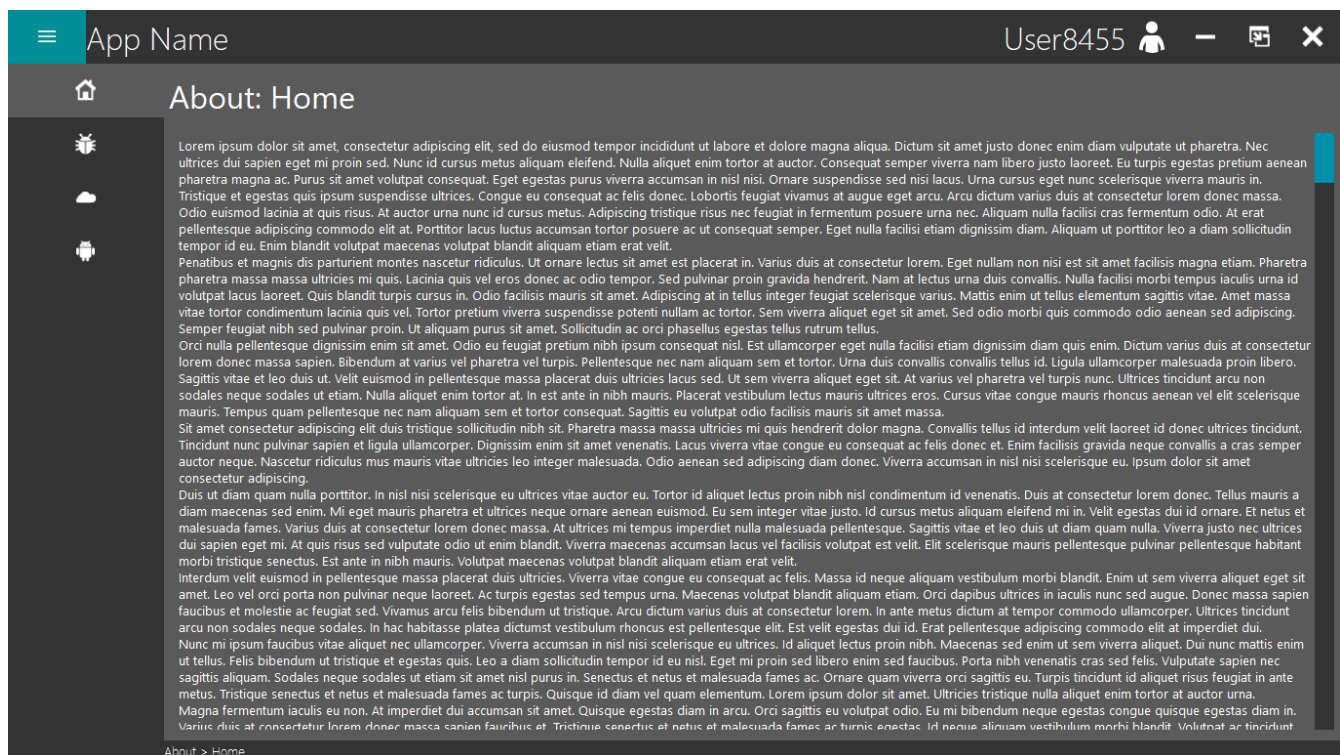 App Name
User8455
About: Home
Lorem ipsum dolor sit amet, consectetur adipiscing elit, sed do eiusmod tempor incididunt ut labore et dolore magna aliqua. Dictum sit amet justo donec enim diam vulputate ut pharetra. Nec
ultrices dui sapien eget mi proin sed. Nunc id cursus metus aliquam eleifend. Nulla aliquet enim tortor at auctor. Consequat semper viverra nam libero justo laoreet. Eu turpis egestas pretium aenean
pharetra magna ac. Purus sit amet volutpat consequat. Eget egestas purus viverra accumsan in nisl nisi. Ornare suspendisse sed nisi lacus. Urna cursus eget nunc scelerisque viverra mauris in.
Tristique et egestas quis ipsum suspendisse ultrices. Congue eu consequat ac felis donec. Lobortis feugiat vivamus at augue eget arcu. Arcu dictum varius duis at consectetur lorem donec massa.
Odio euismod lacinia at quis risus. At auctor urna nunc id cursus metus. Adipiscing tristique risus nec feugiat in fermentum posuere urna nec. Aliquam nulla facilisi cras fermentum odio. At erat
pellentesque adipiscing commodo elit at. Porttitor lacus luctus accumsan tortor posuere ac ut consequat semper. Eget nulla facilisi etiam dignissim diam. Aliquam ut porttitor leo a diam sollicitudin
tempor id eu. Enim blandit volutpat maecenas volutpat blandit aliquam etiam erat velit.
Penatibus et magnis dis parturient montes nascetur ridiculus. Ut ornare lectus sit amet est placerat in. Varius duis at consectetur lorem. Eget nullam non nisi est sit amet facilisis magna etiam. Pharetra
pharetra massa massa ultricies mi quis. Lacinia quis vel eros donec ac odio tempor. Sed pulvinar proin gravida hendrerit. Nam at lectus urna duis convallis. Nulla facilisi morbi tempus iaculis urna id
volutpat lacus laoreet. Quis blandit turpis cursus in. Odio facilisis mauris sit amet. Adipiscing at in tellus integer feugiat scelerisque varius. Mattis enim ut tellus elementum sagittis vitae. Amet massa
vitae tortor condimentum lacinia quis vel. Tortor pretium viverra suspendisse potenti nullam ac tortor. Sem viverra aliquet eget sit amet. Sed odio morbi quis commodo odio aenean sed adipiscing.
Semper feugiat nibh sed pulvinar proin. Ut aliquam purus sit amet. Sollicitudin ac orci phasellus egestas tellus rutrum tellus.
Orci nulla pellentesque dignissim enim sit amet. Odio eu feugiat pretium nibh ipsum consequat nisl. Est ullamcorper eget nulla facilisi etiam dignissim diam quis enim. Dictum varius duis at consectetur
lorem donec massa sapien. Bibendum at varius vel pharetra vel turpis. Pellentesque nec nam aliquam sem et tortor. Urna duis convallis convallis tellus id. Ligula ullamcorper malesuada proin libero.
Sagittis vitae et leo duis ut. Velit euismod in pellentesque massa placerat duis ultricies lacus sed. Ut sem viverra aliquet eget sit. At varius vel pharetra vel turpis nunc. Ultrices tincidunt arcu non
sodales neque sodales ut etiam. Nulla aliquet enim tortor at. In est ante in nibh mauris. Placerat vestibulum lectus mauris ultrices eros. Cursus vitae congue mauris rhoncus aenean vel elit scelerisque
mauris. Tempus quam pellentesque nec nam aliquam sem et tortor consequat. Sagittis eu volutpat odio facilisis mauris sit amet massa.
Sit amet consectetur adipiscing elit duis tristique sollicitudin nibh sit. Pharetra massa massa ultricies mi quis hendrerit dolor magna. Convallis tellus id interdum velit laoreet id donec ultrices tincidunt.
Tincidunt nunc pulvinar sapien et ligula ullamcorper. Dignissim enim sit amet venenatis. Lacus viverra vitae congue eu consequat ac felis donec et. Enim facilisis gravida neque convallis a cras semper
auctor neque. Nascetur ridiculus mus mauris vitae ultricies leo integer malesuada. Odio aenean sed adipiscing diam donec. Viverra accumsan in nisl nisi scelerisque eu. Ipsum dolor sit amet
consectetur adipiscing.
Duis ut diam quam nulla porttitor. In nisl nisi scelerisque eu ultrices vitae auctor eu. Tortor id aliquet lectus proin nibh nisl condimentum id venenatis. Duis at consectetur lorem donec. Tellus mauris a
diam maecenas sed enim. Mi eget mauris pharetra et ultrices neque ornare aenean euismod. Eu sem integer vitae justo. Id cursus metus aliquam eleifend mi in. Velit egestas dui id ornare. Et netus et
malesuada fames. Varius duis at consectetur lorem donec massa. At ultrices mi tempus imperdiet nulla malesuada pellentesque. Sagittis vitae et leo duis ut diam quam nulla. Viverra justo nec ultrices
dui sapien eget mi. At quis risus sed vulputate odio ut enim blandit. Viverra maecenas accumsan lacus vel facilisis volutpat est velit. Elit scelerisque mauris pellentesque pulvinar pellentesque habitant
morbi tristique senectus. Est ante in nibh mauris. Volutpat maecenas volutpat blandit aliquam etiam erat velit.
Interdum velit euismod in pellentesque massa placerat duis ultricies. Viverra vitae congue eu consequat ac felis. Massa id neque aliquam vestibulum morbi blandit. Enim ut sem viverra aliquet eget sit
amet. Leo vel orci porta non pulvinar neque laoreet. Ac turpis egestas sed tempus urna. Maecenas volutpat blandit aliquam etiam. Orci dapibus ultrices in iaculis nunc sed augue. Donec massa sapien
faucibus et molestie ac feugiat sed. Vivamus arcu felis bibendum ut tristique. Arcu dictum varius duis at consectetur lorem. In ante metus dictum at tempor commodo ullamcorper. Ultrices tincidunt
arcu non sodales neque sodales. In hac habitasse platea dictumst vestibulum rhoncus est pellentesque elit. Est velit egestas dui id. Erat pellentesque adipiscing commodo elit at imperdiet dui.
Nunc mi ipsum faucibus vitae aliquet nec ullamcorper. Viverra accumsan in nisl nisi scelerisque eu ultrices. Id aliquet lectus proin nibh. Maecenas sed enim ut sem viverra aliquet. Dui nunc mattis enim
ut tellus. Felis bibendum ut tristique et egestas quis. Leo a diam sollicitudin tempor id eu nisl. Eget mi proin sed libero enim sed faucibus. Porta nibh venenatis cras sed felis. Vulputate sapien nec
sagittis aliquam. Sodales neque sodales ut etiam sit amet nisl purus in. Senectus et netus et malesuada fames ac. Ornare quam viverra orci sagittis eu. Turpis tincidunt id aliquet risus feugiat in ante
metus. Tristique senectus et netus et malesuada fames ac turpis. Quisque id diam vel quam elementum. Lorem ipsum dolor sit amet. Ultricies tristique nulla aliquet enim tortor at auctor urna.
Magna fermentum iaculis eu non. At imperdiet dui accumsan sit amet. Quisque egestas diam in arcu. Orci sagittis eu volutpat odio. Eu mi bibendum neque egestas congue quisque egestas diam in.
Varius duis at consectetur lorem donec massa sapien faucibus et. Tristique senectus et netus et malesuada fames ac turpis egestas. Id neque aliquam vestibulum morbi blandit. Volutpat ac tincidunt
About > Home